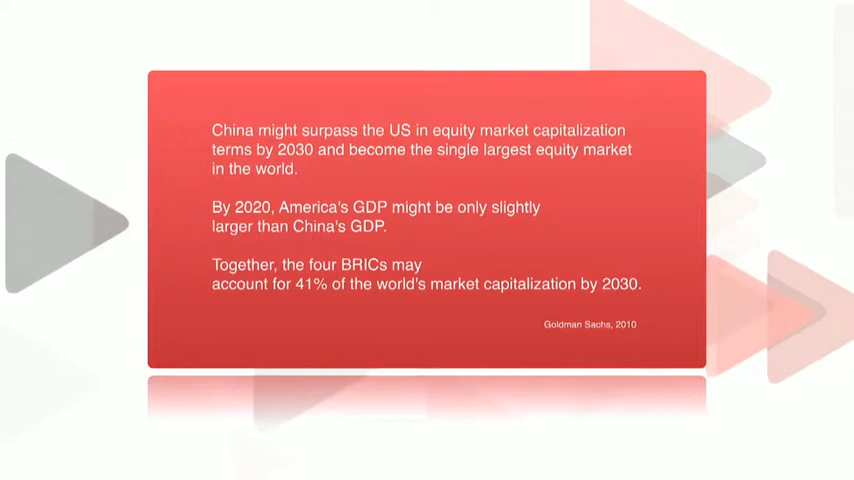 China might surpass the US in equity market capitalization
terms by 2030 and become the single largest equity market
in the world.
By 2020, America's GDP might be only slightly
larger than China's GDP.
Together, the four BRICs may
account for 41% of the world's market capitalization by 2030.
Goldman Sachs, 2010